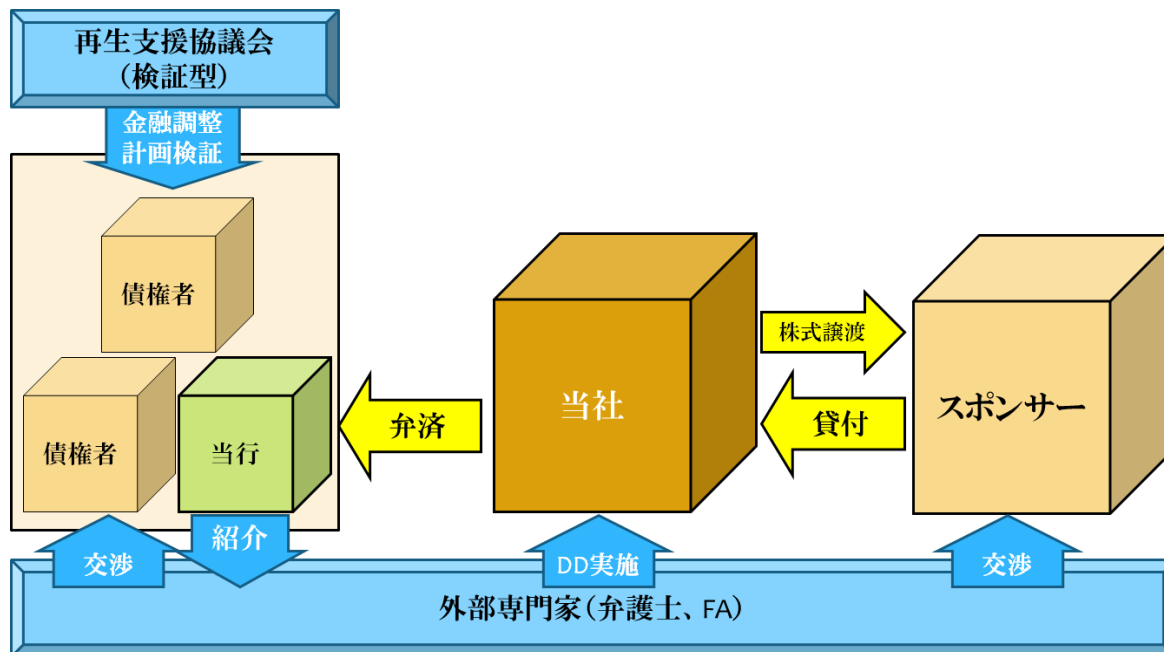 再生支援協議会
（検証型）
金融調整
計画検証
債権者
債権者
当行
弁済
当社
株式譲渡
貸付
スポンサー
交渉
紹介
DD実施
交渉
外部専門家（弁護士、FA）